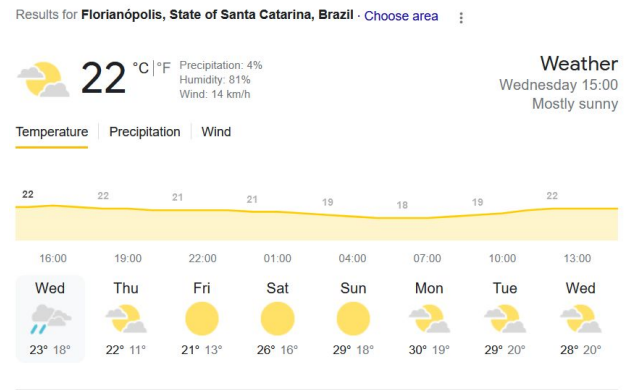 Results for Florianópolis, State of Santa Catarina, Brazil · Choose area
22 °C | °F
Precipitation: 4%
Humidity: 81%
Wind: 14 km/h
Weather
Wednesday 15:00
Mostly sunny
Temperature Precipitation Wind
22 22 21 21 19 18 19 22
16:00 19:00 22:00 01:00 04:00 07:00 10:00 13:00
Wed Thu Fri Sat Sun Mon Tue Wed
23° 18° 22° 11° 21° 13° 26° 16° 29° 18° 30° 19° 29° 20° 28° 20°